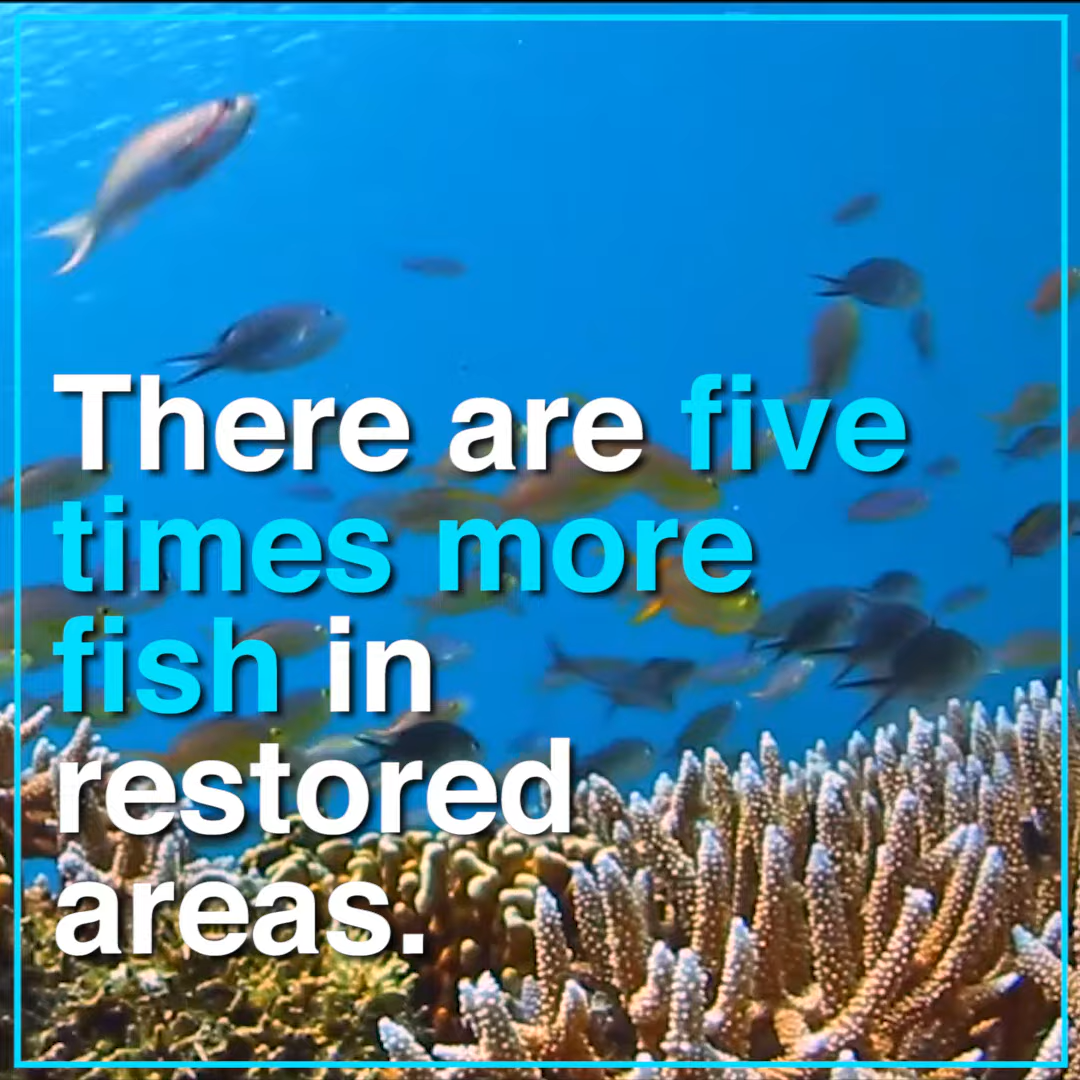 There are five
times more
fish in
restored
areas.